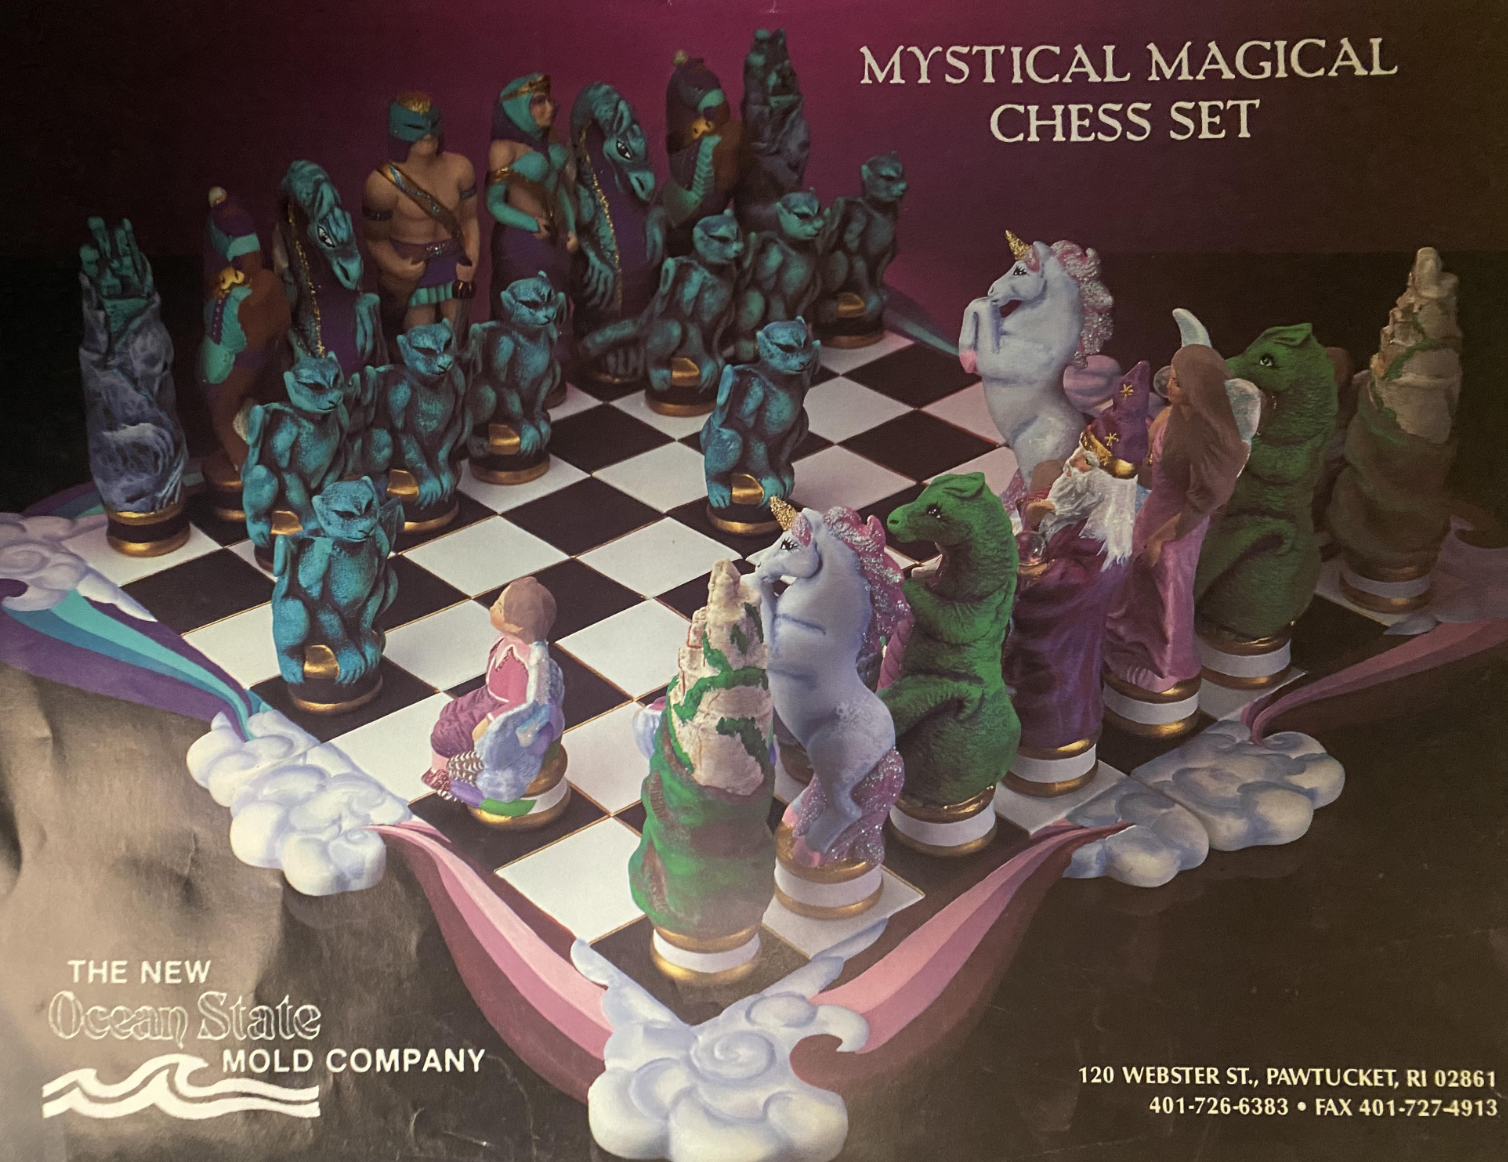 MYSTICAL MAGICAL
CHESS SET
THE NEW
Ocean State
MOLD COMPANY
120 WEBSTER ST., PAWTUCKET, RI 02861
401-726-6383 • FAX 401-727-4913